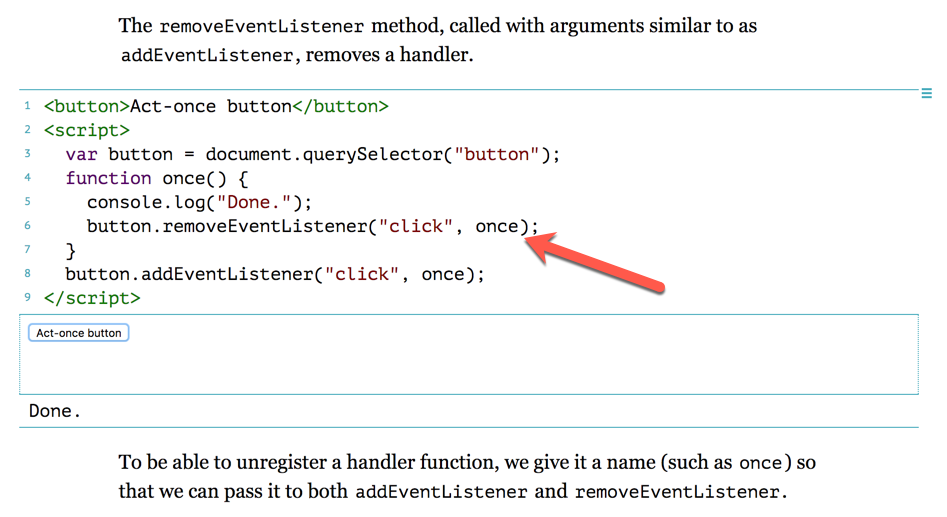 The removeEventListener method, called with arguments similar to as
addEventListener, removes a handler.
1 <button>Act-once button</button>
2 <script>
3 var button = document.querySelector("button");
4 function once() {
5 console.log("Done.");
6 button.removeEventListener("click", once);
7 }
8 button.addEventListener("click", once);
9 </script>
Act-once button
Done.
To be able to unregister a handler function, we give it a name (such as once) so
that we can pass it to both addEventListener and removeEventListener.